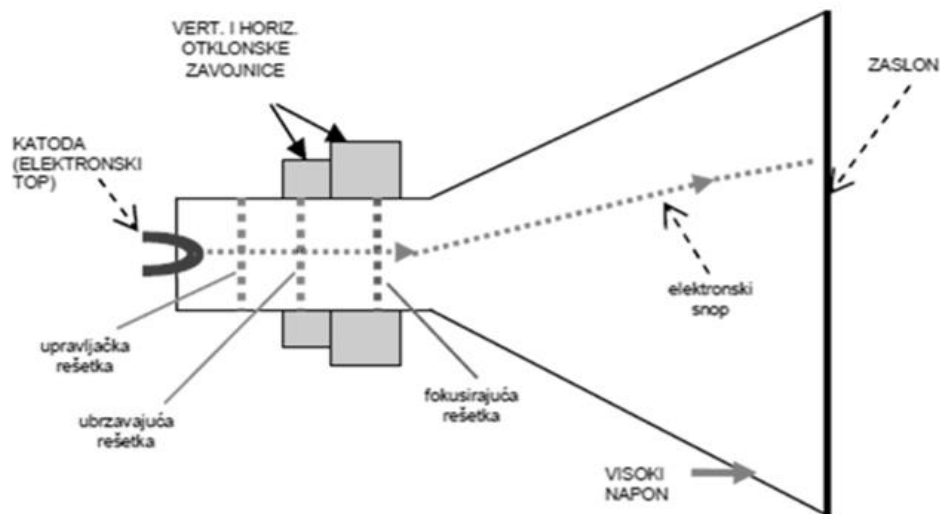 VERT. I HORIZ.
OTKLONSKE
ZAVOJNICE
ZASLON
KATODA
(ELEKTRONSKI
TOP)
elektronski
snop
upravljačka
rešetka
ubrzavajuća
rešetka
fokusirajuća
rešetka
VISOKI
NAPON